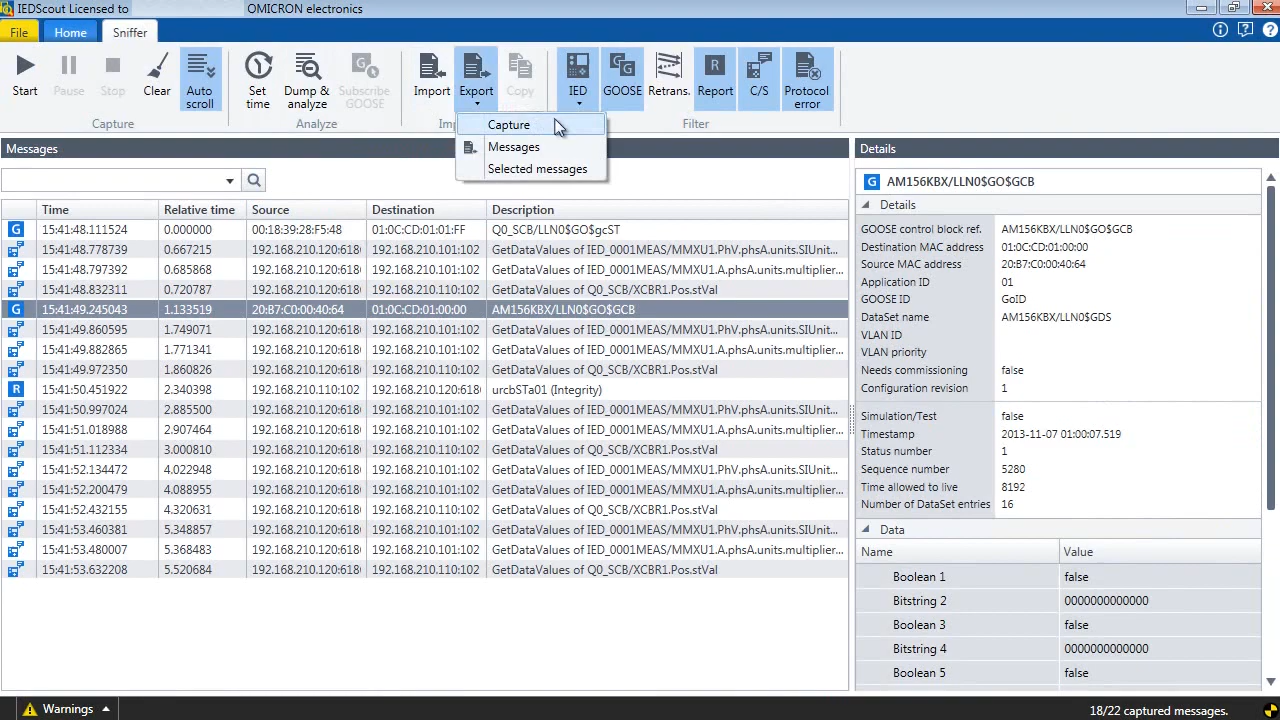 IEDScout Licensed to OMICRON electronics
File Home Sniffer
Start Pause Stop Clear Auto scroll
Capture
Set time Dump & analyze Subscribe GOOSE
Analyze
Import Export Copy
IED GOOSE Retrans. Report C/S Protocol error
Filter
Capture
Messages
Selected messages
Messages
Time Relative time Source Destination Description
G 15:41:48.111524 0.000000 00:18:39:28:F5:48 01:0C:CD:01:01:FF Q0_SCB/LLN0$GO$gcST
15:41:48.778739 0.667215 192.168.210.120:618 192.168.210.101:102 GetDataValues of IED_0001MEAS/MMXU1.PhV.phsA.units.SIUnit...
15:41:48.797392 0.685868 192.168.210.120:618 192.168.210.101:102 GetDataValues of IED_0001MEAS/MMXU1.A.phsA.units.multiplier...
15:41:48.832311 0.720787 192.168.210.120:618 192.168.210.110:102 GetDataValues of Q0_SCB/XCBR1.Pos.stVal
G 15:41:49.245043 1.133519 20:B7:C0:00:40:64 01:0C:CD:01:00:00 AM156KBX/LLN0$GO$GCB
15:41:49.860595 1.749071 192.168.210.120:618 192.168.210.101:102 GetDataValues of IED_0001MEAS/MMXU1.PhV.phsA.units.SIUnit...
15:41:49.882865 1.771341 192.168.210.120:618 192.168.210.101:102 GetDataValues of IED_0001MEAS/MMXU1.A.phsA.units.multiplier...
15:41:49.972350 1.860826 192.168.210.120:618 192.168.210.110:102 GetDataValues of Q0_SCB/XCBR1.Pos.stVal
R 15:41:50.451922 2.340398 192.168.210.110:102 192.168.210.120:618 urcbSTa01 (Integrity)
15:41:50.997024 2.885500 192.168.210.120:618 192.168.210.101:102 GetDataValues of IED_0001MEAS/MMXU1.PhV.phsA.units.SIUnit...
15:41:51.018988 2.907464 192.168.210.120:618 192.168.210.101:102 GetDataValues of IED_0001MEAS/MMXU1.A.phsA.units.multiplier...
15:41:51.112334 3.000810 192.168.210.120:618 192.168.210.110:102 GetDataValues of Q0_SCB/XCBR1.Pos.stVal
15:41:52.134472 4.022948 192.168.210.120:618 192.168.210.101:102 GetDataValues of IED_0001MEAS/MMXU1.PhV.phsA.units.SIUnit...
15:41:52.200479 4.088955 192.168.210.120:618 192.168.210.101:102 GetDataValues of IED_0001MEAS/MMXU1.A.phsA.units.multiplier...
15:41:52.432155 4.320631 192.168.210.120:618 192.168.210.110:102 GetDataValues of Q0_SCB/XCBR1.Pos.stVal
15:41:53.460381 5.348857 192.168.210.120:618 192.168.210.101:102 GetDataValues of IED_0001MEAS/MMXU1.PhV.phsA.units.SIUnit...
15:41:53.480007 5.368483 192.168.210.120:618 192.168.210.101:102 GetDataValues of IED_0001MEAS/MMXU1.A.phsA.units.multiplier...
15:41:53.632208 5.520684 192.168.210.120:618 192.168.210.110:102 GetDataValues of Q0_SCB/XCBR1.Pos.stVal
Details
G AM156KBX/LLN0$GO$GCB
Details
GOOSE control block ref. AM156KBX/LLN0$GO$GCB
Destination MAC address 01:0C:CD:01:00:00
Source MAC address 20:B7:C0:00:40:64
Application ID 01
GOOSE ID GoID
DataSet name AM156KBX/LLN0$GDS
VLAN ID
VLAN priority
Needs commissioning false
Configuration revision 1
Simulation/Test false
Timestamp 2013-11-07 01:00:07.519
Status number 1
Sequence number 5280
Time allowed to live 8192
Number of DataSet entries 16
Data
Name Value
Boolean 1 false
Bitstring 2 0000000000000
Boolean 3 false
Bitstring 4 0000000000000
Boolean 5 false
Warnings
18/22 captured messages.